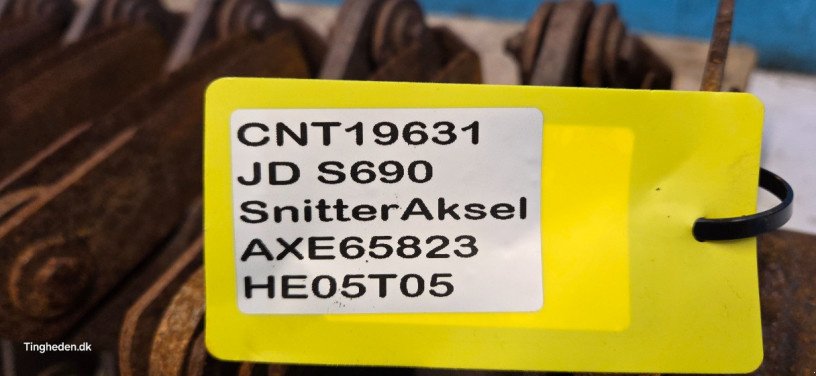 CNT19631
JD S690
SnitterAksel
AXE65823
HE05T05
Tingheden.dk